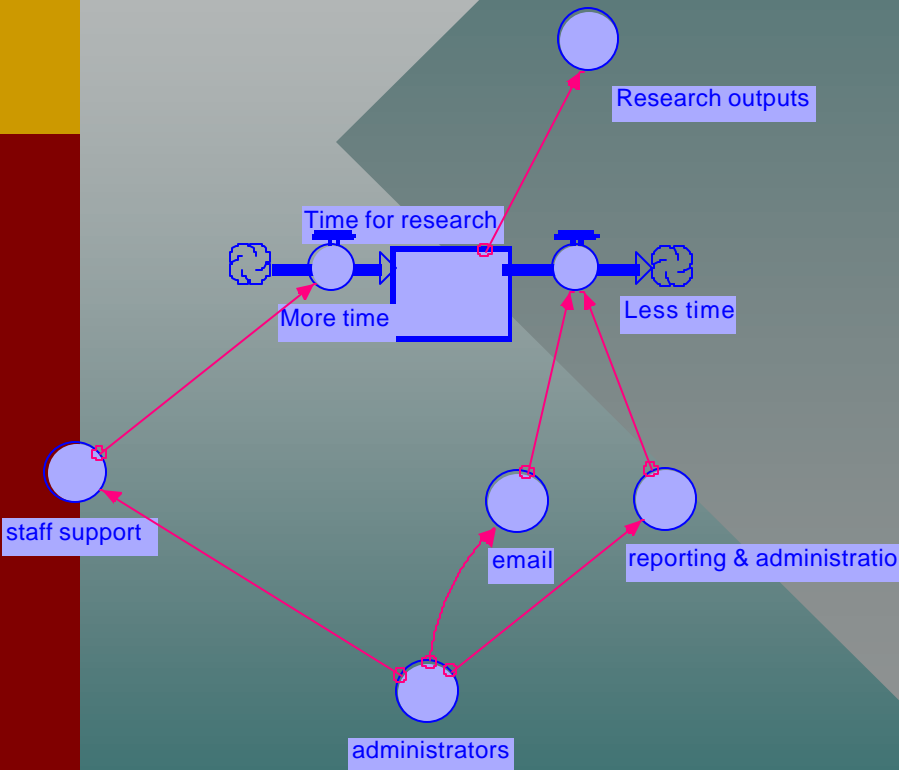 Research outputs
Time for research
Less time
More time
staff support
email
reporting & administratio
administrators